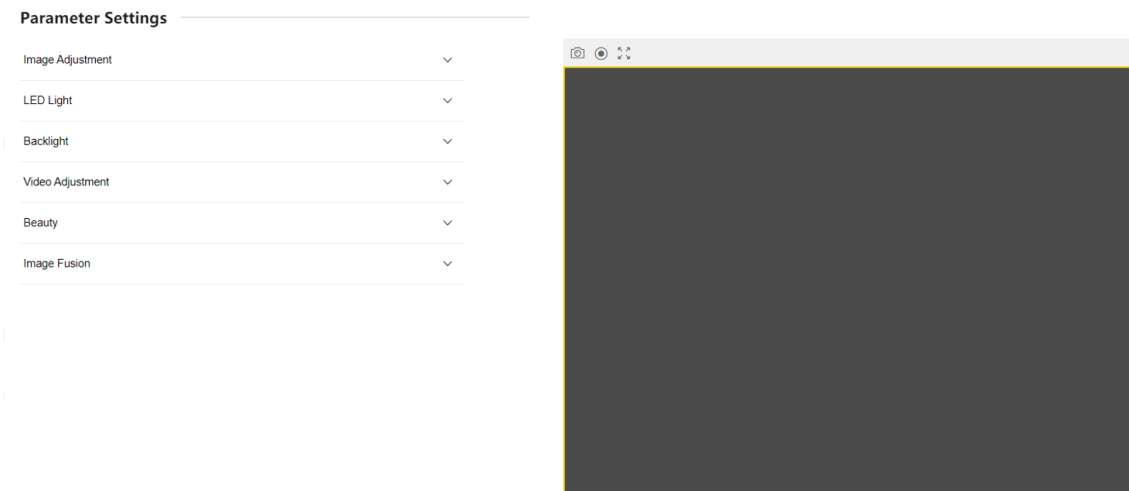 Parameter Settings
Image Adjustment
LED Light
Backlight
Video Adjustment
Beauty
Image Fusion